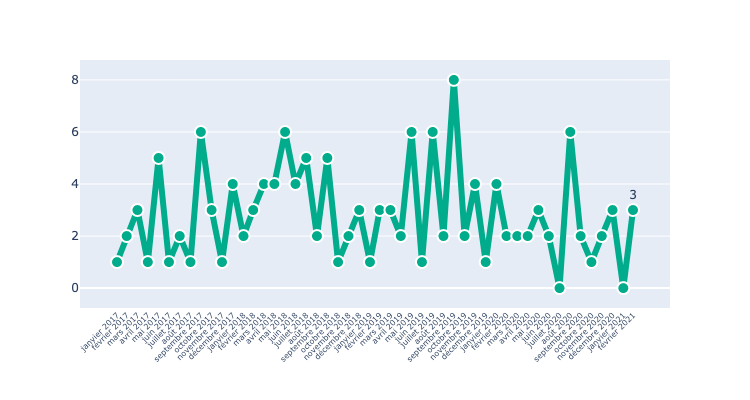 8
6
4
2
0
3
janvier 2017
février 2017
mars 2017
avril 2017
mai 2017
juin 2017
juillet 2017
août 2017
septembre 2017
octobre 2017
novembre 2017
décembre 2017
janvier 2018
février 2018
mars 2018
avril 2018
mai 2018
juin 2018
juillet 2018
août 2018
septembre 2018
octobre 2018
novembre 2018
décembre 2018
janvier 2019
février 2019
mars 2019
avril 2019
mai 2019
juin 2019
juillet 2019
août 2019
septembre 2019
octobre 2019
novembre 2019
décembre 2019
janvier 2020
février 2020
mars 2020
avril 2020
mai 2020
juin 2020
juillet 2020
août 2020
septembre 2020
octobre 2020
novembre 2020
décembre 2020
janvier 2021
février 2021